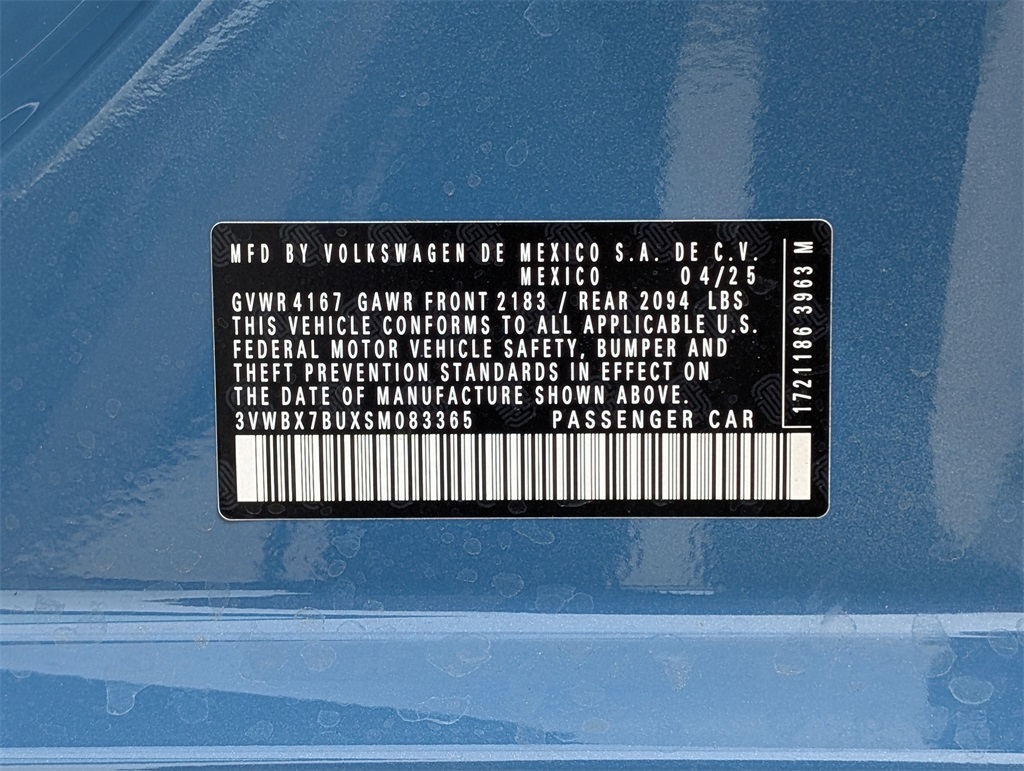 MFD BY VOLKSWAGEN DE MEXICO S.A. DE C.V.
MEXICO 04/25
GVWR 4167 GAWR FRONT 2183 / REAR 2094 LBS
THIS VEHICLE CONFORMS TO ALL APPLICABLE U.S.
FEDERAL MOTOR VEHICLE SAFETY, BUMPER AND
THEFT PREVENTION STANDARDS IN EFFECT ON
THE DATE OF MANUFACTURE SHOWN ABOVE.
3VWBX7BUXSM083365 PASSENGER CAR
1721186 3963 M